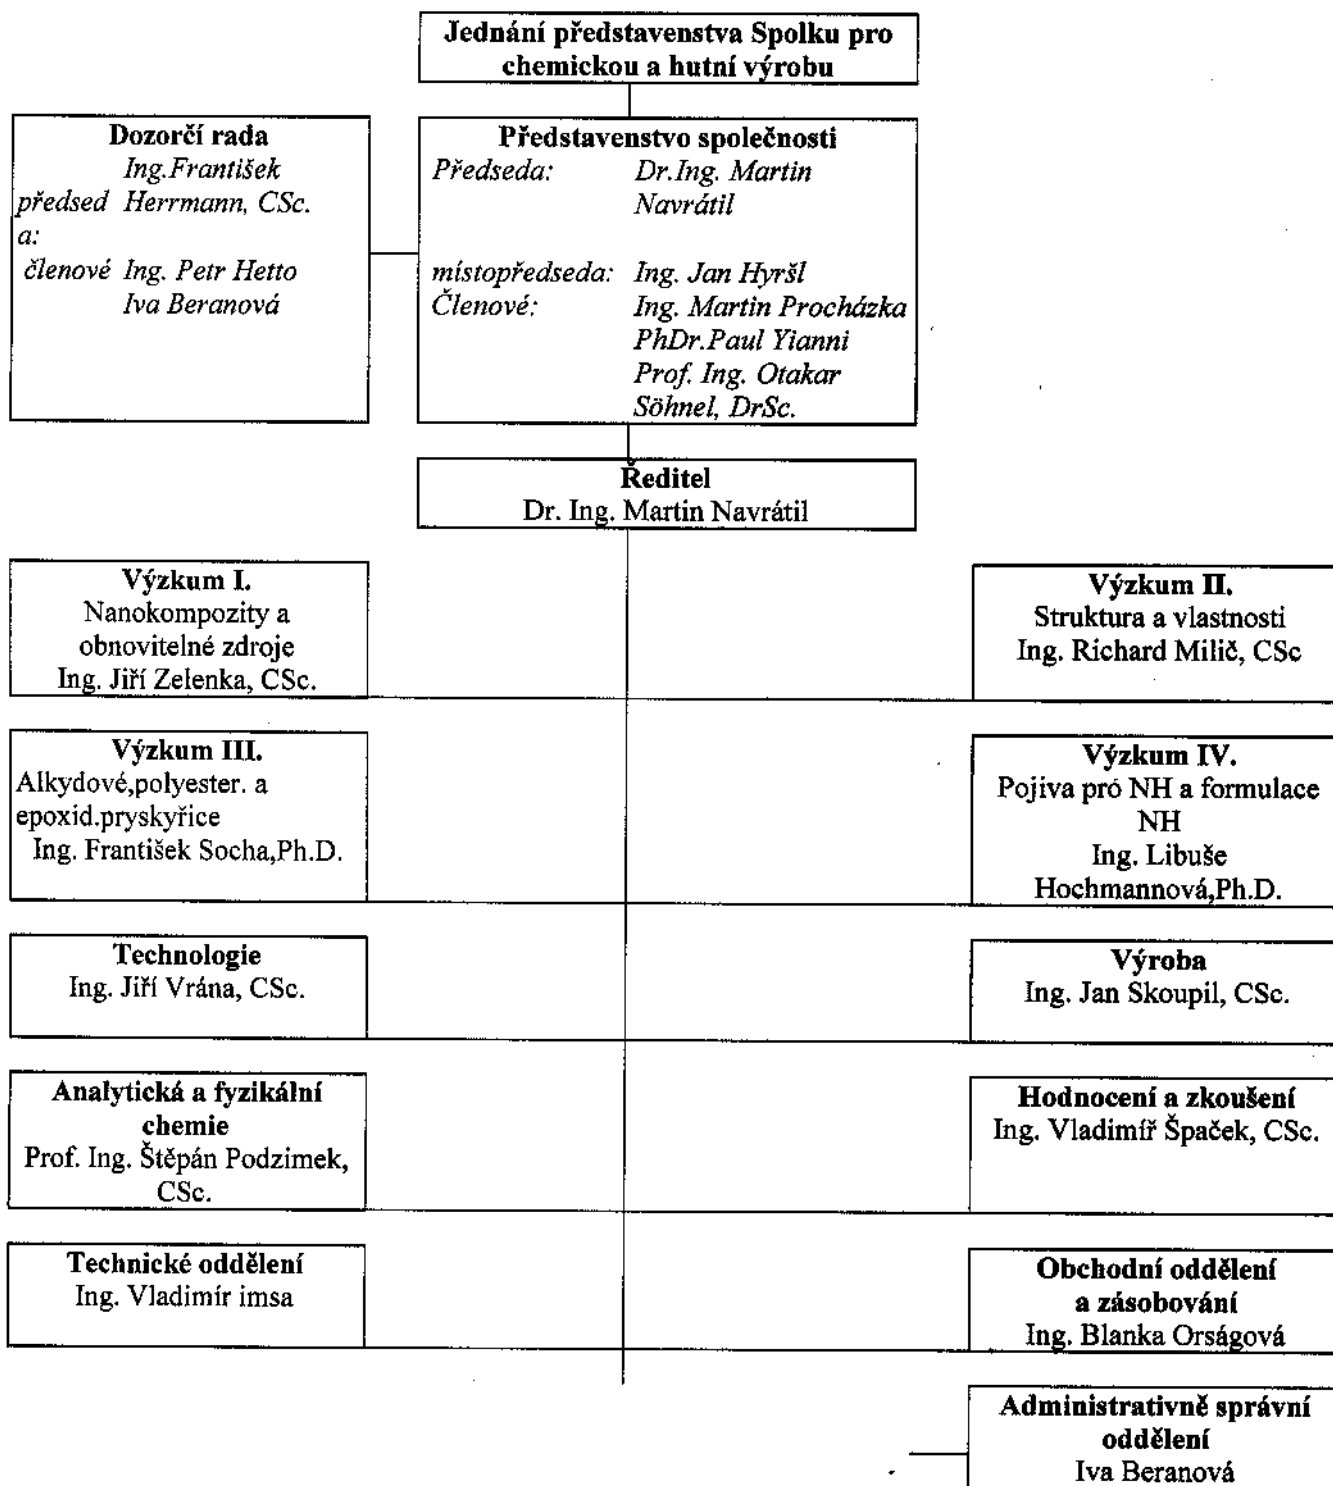 Jednání představenstva Spolku pro
chemickou a hutní výrobu
Dozorčí rada
Ing.František
předsed Herrmann, CSc.
a:
členové Ing. Petr Hetto
Iva Beranová
Představenstvo společnosti
Předseda: Dr.Ing. Martin
Navrátil
místopředseda: Ing. Jan Hyršl
Členové: Ing. Martin Procházka
PhDr.Paul Yianni
Prof. Ing. Otakar
Söhnel, DrSc.
Ředitel
Dr. Ing. Martin Navrátil
Výzkum I.
Nanokompozity a
obnovitelné zdroje
Ing. Jiří Zelenka, CSc.
Výzkum II.
Struktura a vlastnosti
Ing. Richard Milič, CSc
Výzkum III.
Alkydové,polyester. a
epoxid.pryskyřice
Ing. František Socha,Ph.D.
Výzkum IV.
Pojiva pro NH a formulace
NH
Ing. Libuše
Hochmannová,Ph.D.
Technologie
Ing. Jiří Vrána, CSc.
Výroba
Ing. Jan Skoupil, CSc.
Analytická a fyzikální
chemie
Prof. Ing. Štěpán Podzimek,
CSc.
Hodnocení a zkoušení
Ing. Vladimíř Špaček, CSc.
Technické oddělení
Ing. Vladimír imsa
Obchodní oddělení
a zásobování
Ing. Blanka Orságová
Administrativně správní
oddělení
Iva Beranová